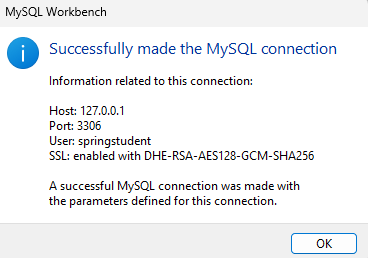 MySQL Workbench
Successfully made the MySQL connection
Information related to this connection:
Host: 127.0.0.1
Port: 3306
User: springstudent
SSL: enabled with DHE-RSA-AES128-GCM-SHA256
A successful MySQL connection was made with
the parameters defined for this connection.
OK